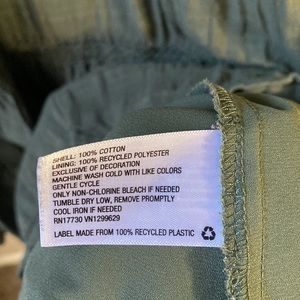 SHELL: 100% COTTON
LINING: 100% RECYCLED POLYESTER
EXCLUSIVE OF DECORATION
MACHINE WASH COLD WITH LIKE COLORS
GENTLE CYCLE
ONLY NON-CHLORINE BLEACH IF NEEDED
TUMBLE DRY LOW, REMOVE PROMPTLY
COOL IRON IF NEEDED
RN17730 VN1299629
LABEL MADE FROM 100% RECYCLED PLASTIC